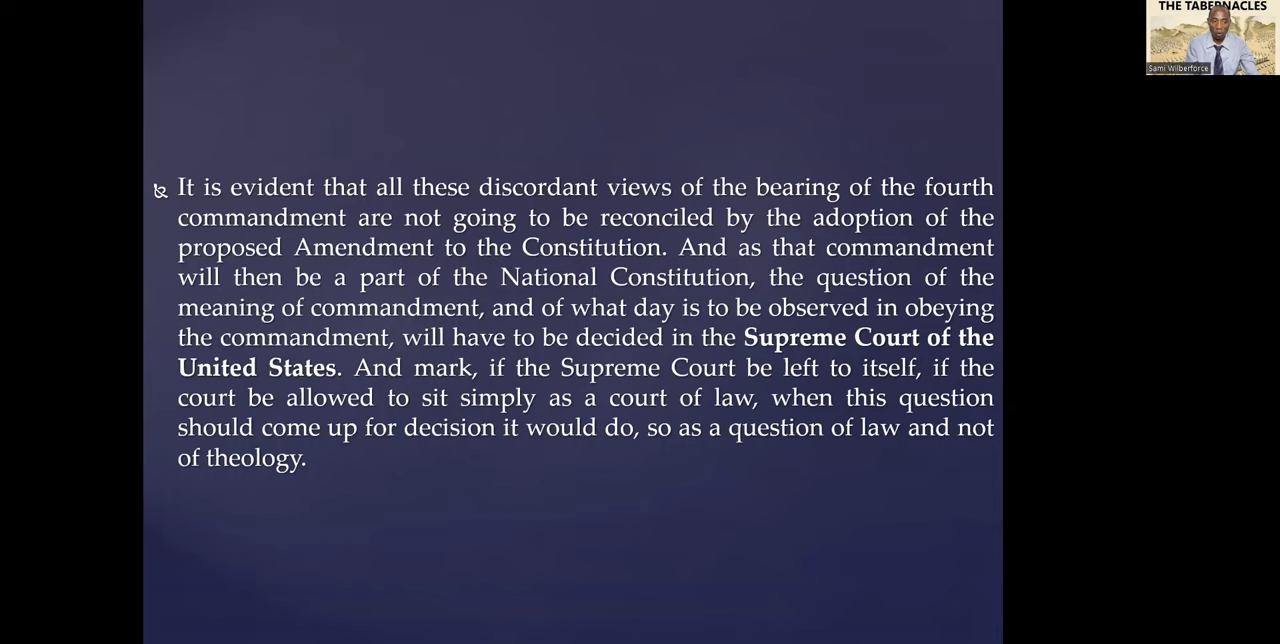 THE TABERNACLES
Sami Wilberforce
It is evident that all these discordant views of the bearing of the fourth
commandment are not going to be reconciled by the adoption of the
proposed Amendment to the Constitution. And as that commandment
will then be a part of the National Constitution, the question of the
meaning of commandment, and of what day is to be observed in obeying
the commandment, will have to be decided in the Supreme Court of the
United States. And mark, if the Supreme Court be left to itself, if the
court be allowed to sit simply as a court of law, when this question
should come up for decision it would do, so as a question of law and not
of theology.